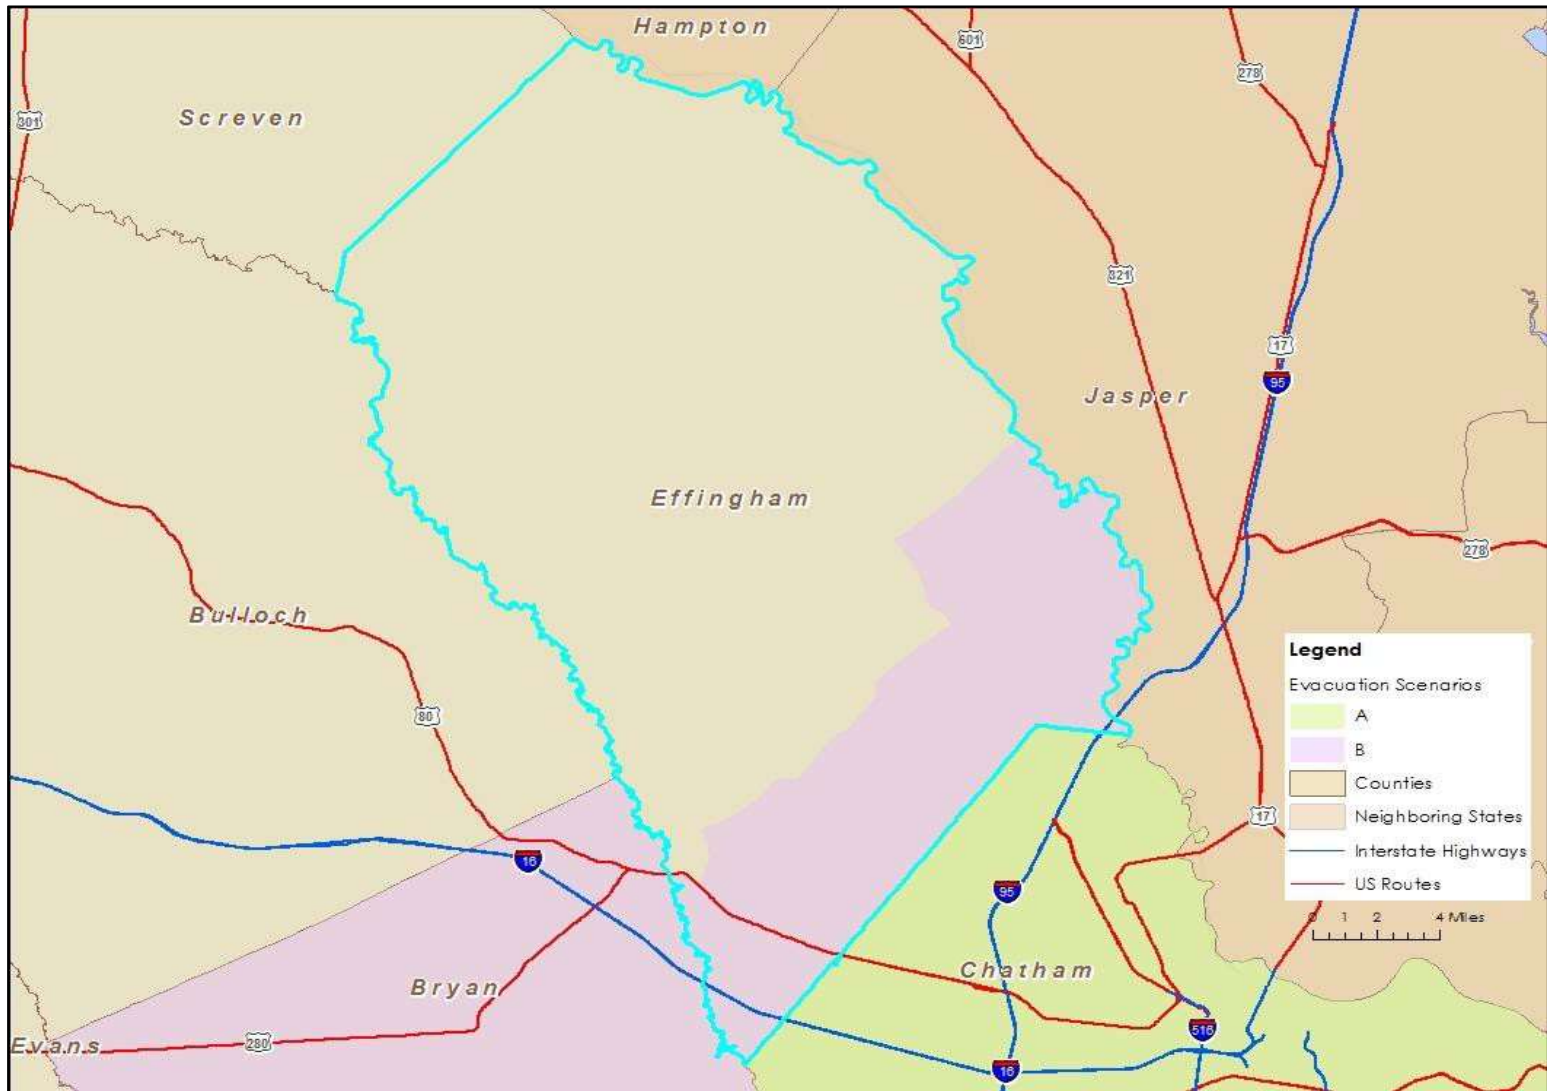 Hampton
601
278
Screven
301
321
17
95
Jasper
Effingham
278
Bulloch
80
Legend
Evacuation Scenarios
A
B
Counties
Neighboring States
Interstate Highways
US Routes
17
16
95
0 1 2 4 Miles
Chatham
Bryan
516
280
Evans
16